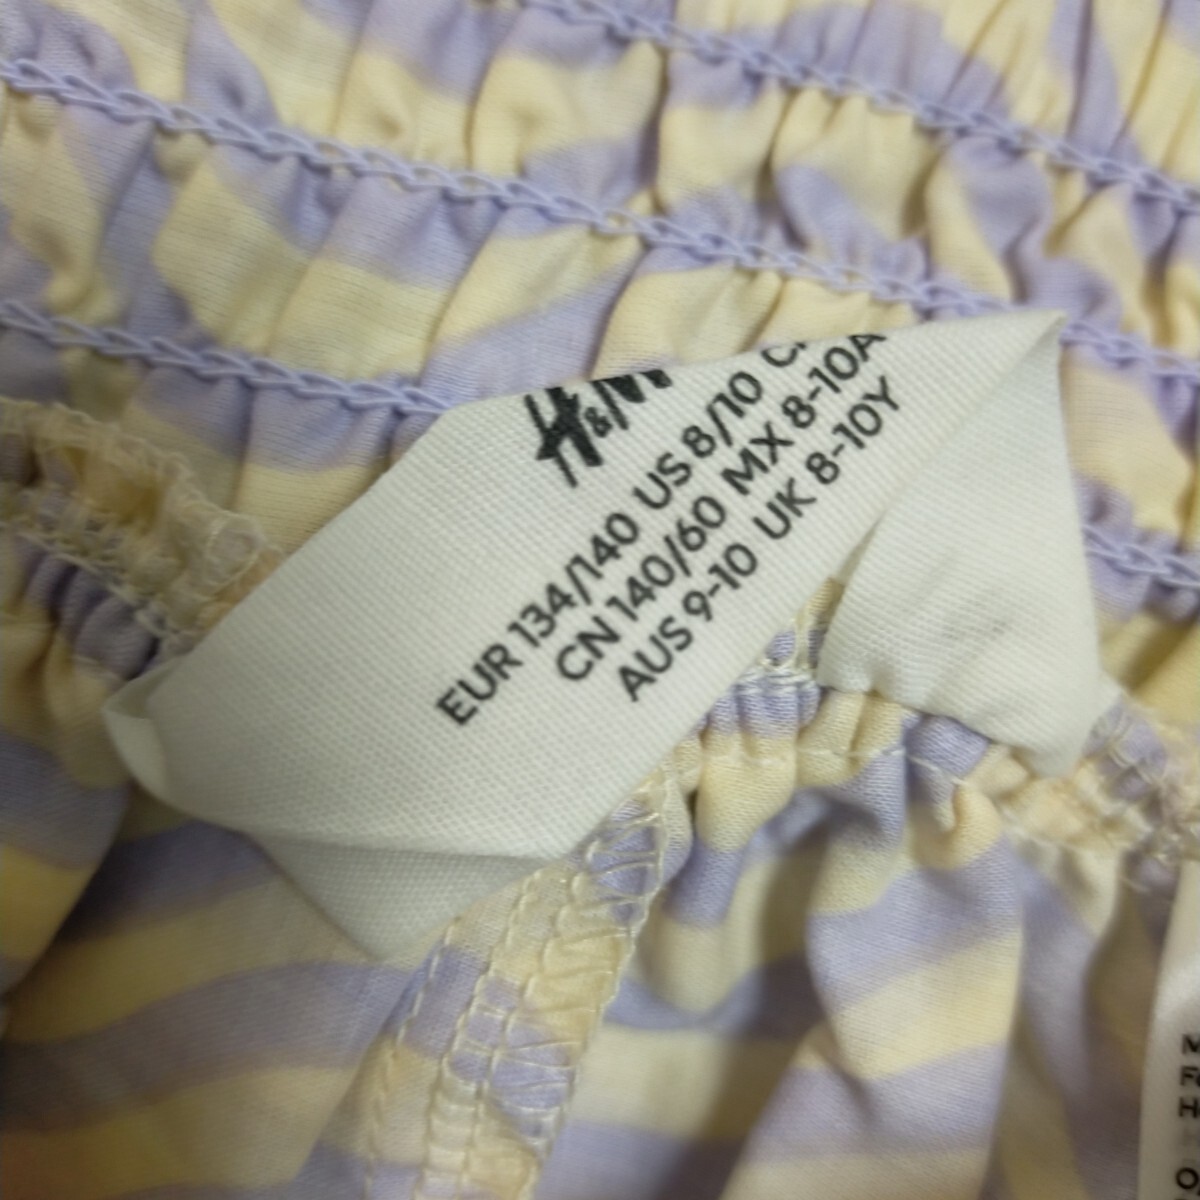 H&M
EUR 134/140 US 8/10
CN 140/60 MX 8-10A
AUS 9-10 UK 8-10Y